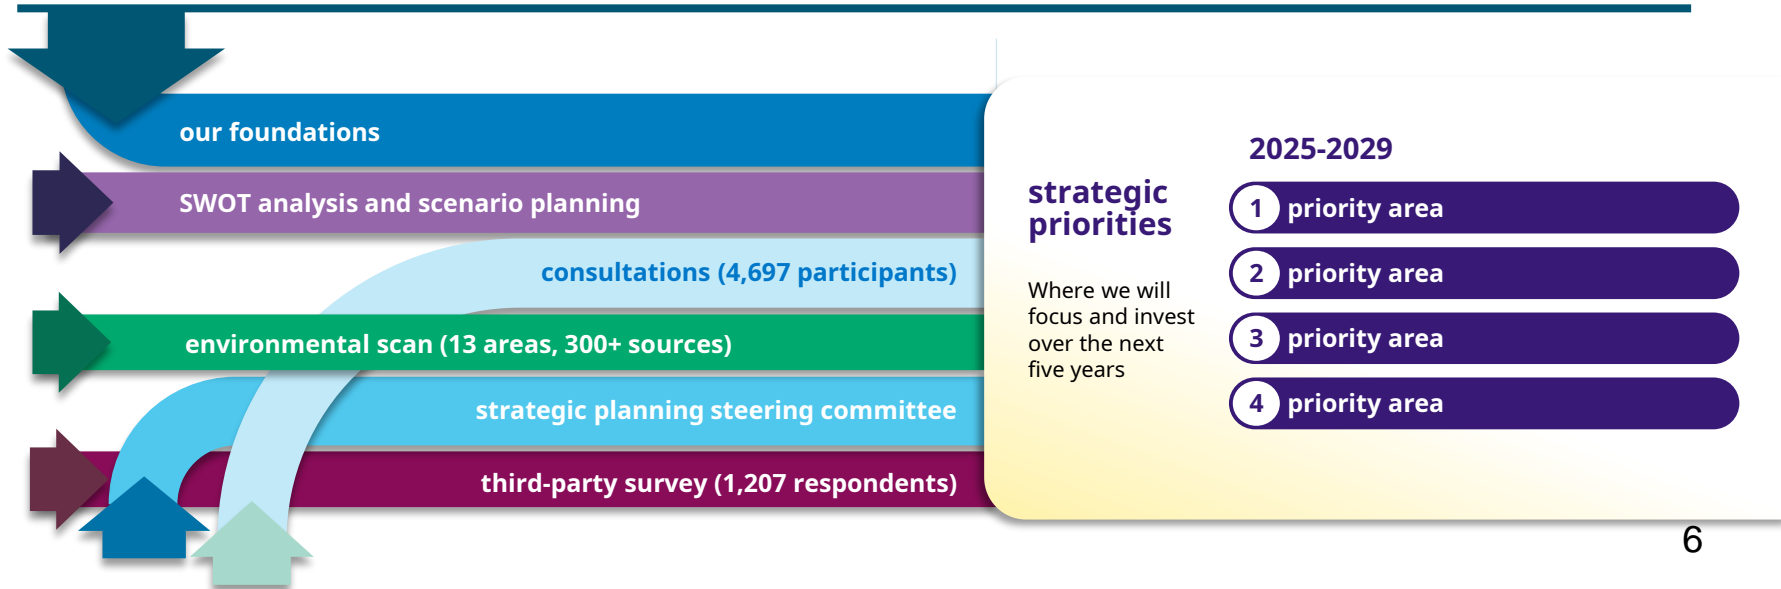 our foundations
SWOT analysis and scenario planning
consultations (4,697 participants)
environmental scan (13 areas, 300+ sources)
strategic planning steering committee
third-party survey (1,207 respondents)
strategic
priorities
Where we will
focus and invest
over the next
five years
2025-2029
1 priority area
2 priority area
3 priority area
4 priority area
6